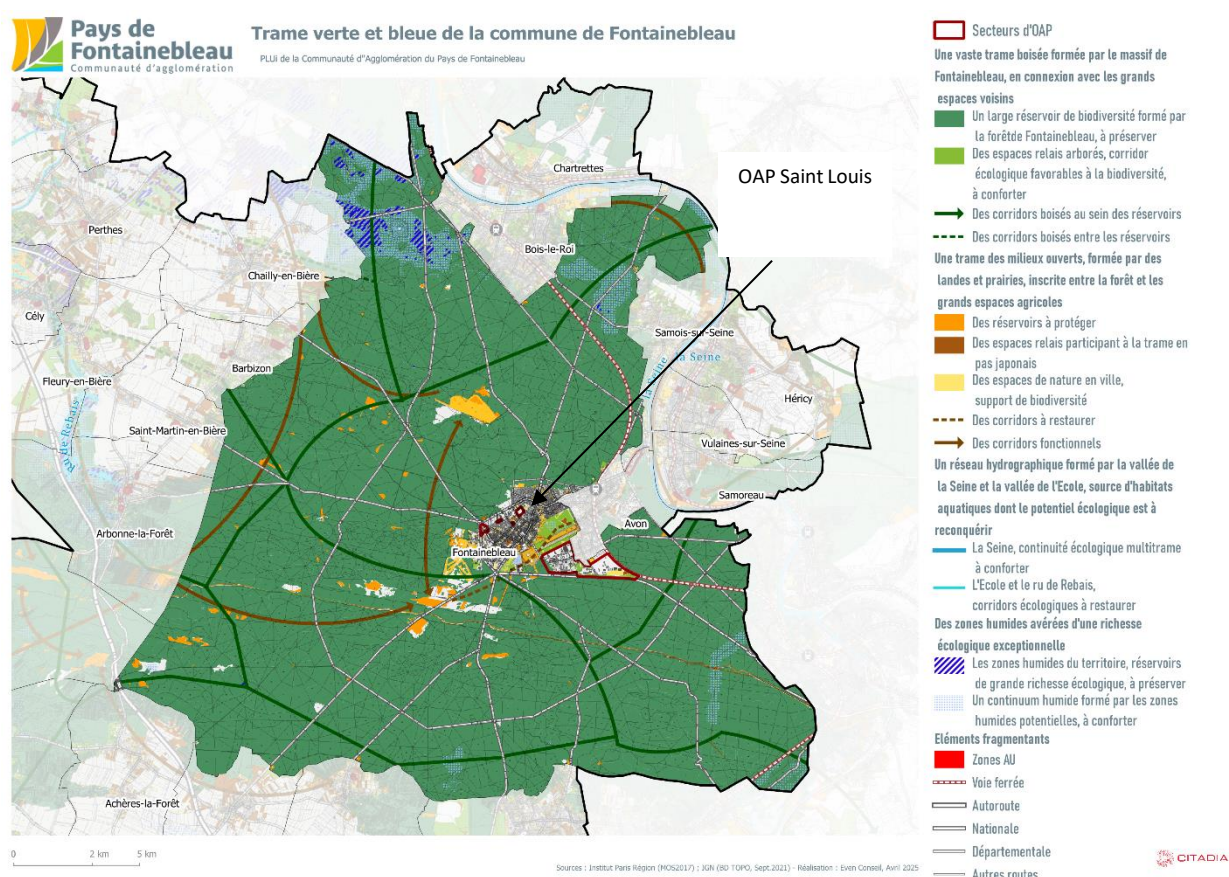 Pays de
Fontainebleau
Communauté d'agglomération
Trame verte et bleue de la commune de Fontainebleau
PLUi de la Communauté d"Agglomération du Pays de Fontainebleau
OAP Saint Louis
Chartrettes
Perthes
Bois-le-Roi
Chailly-en-Bière
Cély
Samois-sur-Seine
la Seine
la Seine
Barbizon
Fleury-en-Bière
Héricy
Ru de Rebais
Saint-Martin-en-Bière
Vulaines-sur-Seine
Samoreau
Avon
Arbonne-la-Forêt
Fontainebleau
Achères-la-Forêt
0 2 km 5 km
Sources : Institut Paris Région (MOS2017) ; IGN (BD TOPO, Sept.2021) - Réalisation : Even Conseil, Avril 2025
Secteurs d'OAP
Une vaste trame boisée formée par le massif de
Fontainebleau, en connexion avec les grands
espaces voisins
Un large réservoir de biodiversité formé par
la forêtde Fontainebleau, à préserver
Des espaces relais arborés, corridor
écologique favorables à la biodiversité,
à conforter
Des corridors boisés au sein des réservoirs
Des corridors boisés entre les réservoirs
Une trame des milieux ouverts, formée par des
landes et prairies, inscrite entre la forêt et les
grands espaces agricoles
Des réservoirs à protéger
Des espaces relais participant à la trame en
pas japonais
Des espaces de nature en ville,
support de biodiversité
Des corridors à restaurer
Des corridors fonctionnels
Un réseau hydrographique formé par la vallée de
la Seine et la vallée de l'Ecole, source d'habitats
aquatiques dont le potentiel écologique est à
reconquérir
La Seine, continuité écologique multitrame
à conforter
L'Ecole et le ru de Rebais,
corridors écologiques à restaurer
Des zones humides avérées d'une richesse
écologique exceptionnelle
Les zones humides du territoire, réservoirs
de grande richesse écologique, à préserver
Un continuum humide formé par les zones
humides potentielles, à conforter
Eléments fragmentants
Zones AU
Voie ferrée
Autoroute
Nationale
Départementale
Autres routes
CITADIA